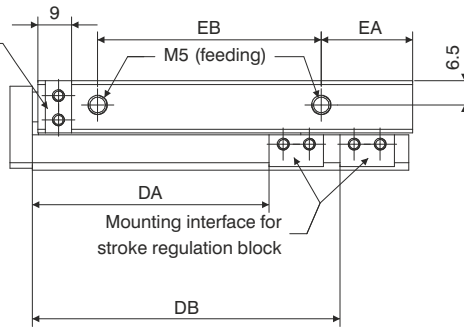 9
EB
EA
M5 (feeding)
6.5
DA
Mounting interface for
stroke regulation block
DB